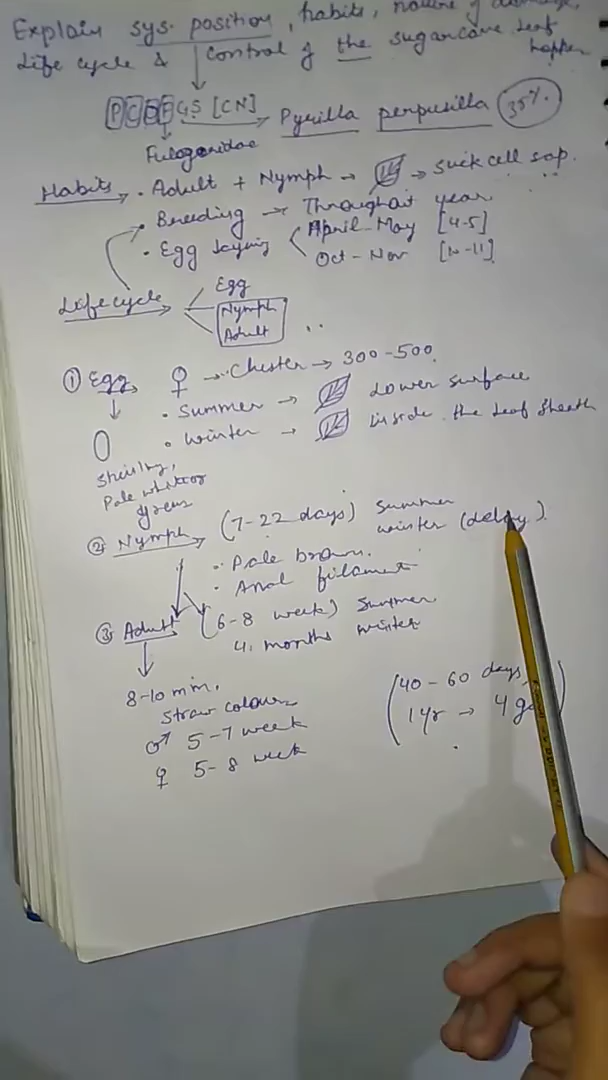 Explain sys. position, habits, nature of damage,
Life cycle & control of the sugarcane Leaf
hopper
PCOFGS [CN] → Pyrilla perpusilla 35%
Fulogoridae
Habits → • Adult + Nymph → → Suck cell sap.
• Breeding → Throughout year
• Egg laying April-May [4-5]
Oct-Nov [10-11]
Lifecycle → Egg
Nymph
Adult
① Egg → ♀ → • Chester → 300-500
• Summer → Lower surface
• winter → inside the leaf sheath
Shining,
Pale whitish
green
② Nymph → (7-22 days) summer
winter (delay)
• Pale brown.
• Anal filament
③ Adult (6-8 week) Summer
4. months winter
8-10 mm.
Straw colour
♂ 5-7 week
♀ 5-8 week
(40-60 days
1 yr → 4